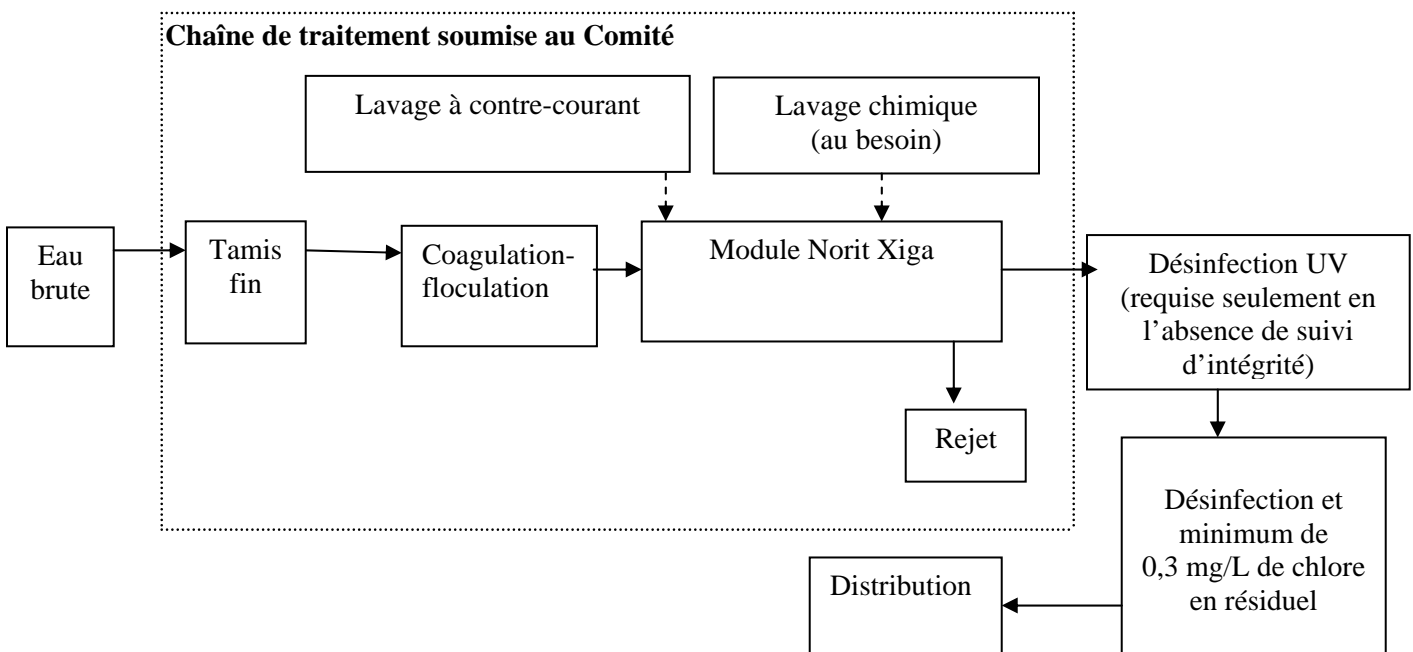 Chaîne de traitement soumise au Comité
Lavage à contre-courant
Lavage chimique
(au besoin)
Eau
brute
Tamis
fin
Coagulation-
floculation
Module Norit Xiga
Désinfection UV
(requise seulement en
l’absence de suivi
d’intégrité)
Rejet
Désinfection et
minimum de
0,3 mg/L de chlore
en résiduel
Distribution